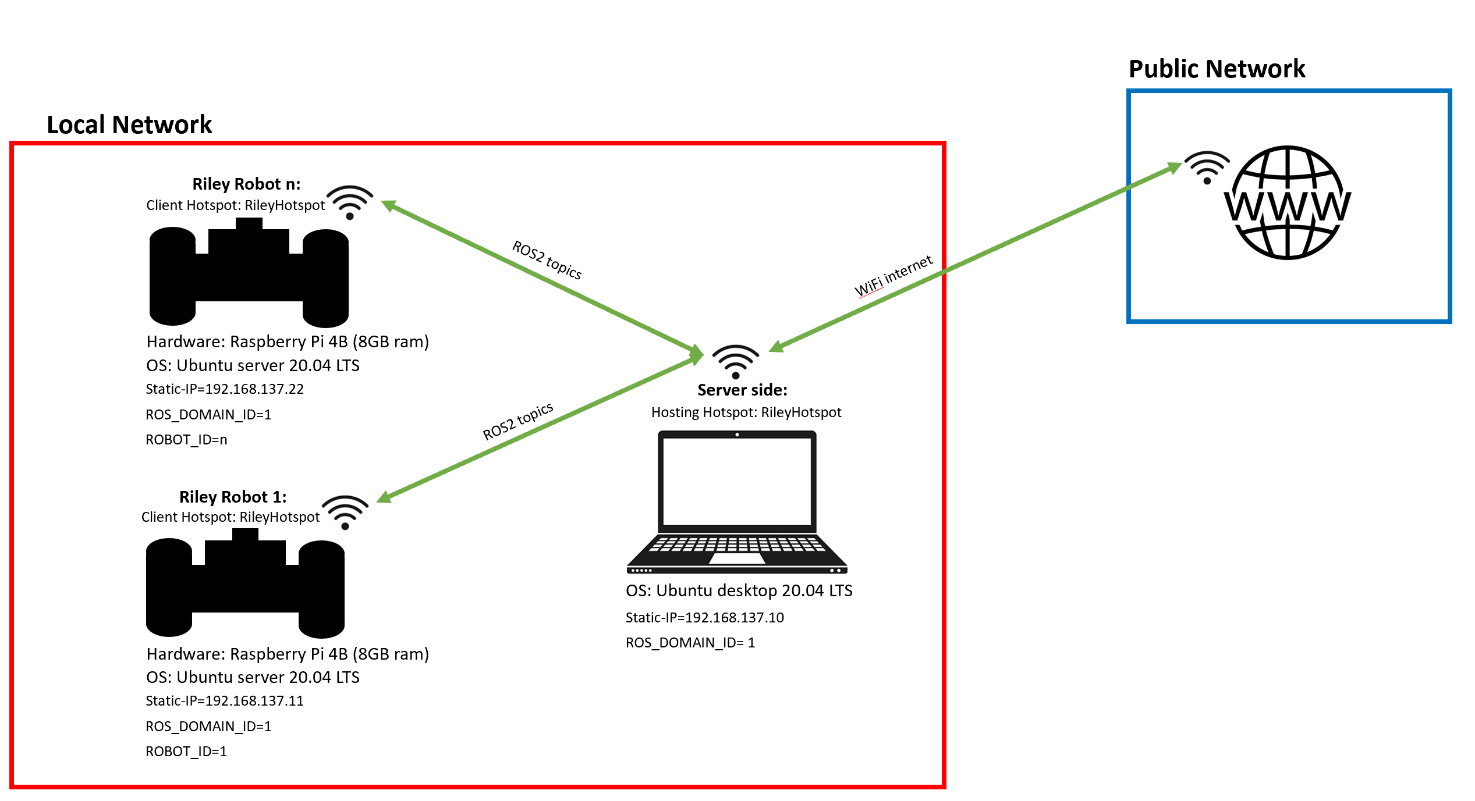 Public Network
WWW
Local Network
Riley Robot n:
Client Hotspot: RileyHotspot
ROS2 topics
WiFi internet
Hardware: Raspberry Pi 4B (8GB ram)
OS: Ubuntu server 20.04 LTS
Static-IP=192.168.137.22
ROS_DOMAIN_ID=1
ROBOT_ID=n
Server side:
Hosting Hotspot: RileyHotspot
ROS2 topics
Riley Robot 1:
Client Hotspot: RileyHotspot
OS: Ubuntu desktop 20.04 LTS
Static-IP=192.168.137.10
ROS_DOMAIN_ID= 1
Hardware: Raspberry Pi 4B (8GB ram)
OS: Ubuntu server 20.04 LTS
Static-IP=192.168.137.11
ROS_DOMAIN_ID=1
ROBOT_ID=1